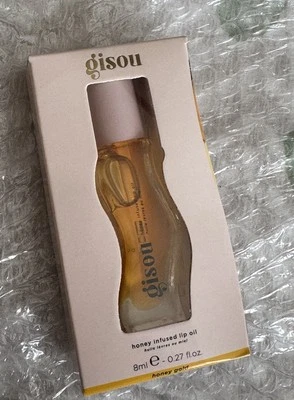 gisou
gisou
honey infused lip oil
huile lèvres au miel
8ml e - 0.27 fl.oz.
honey gold